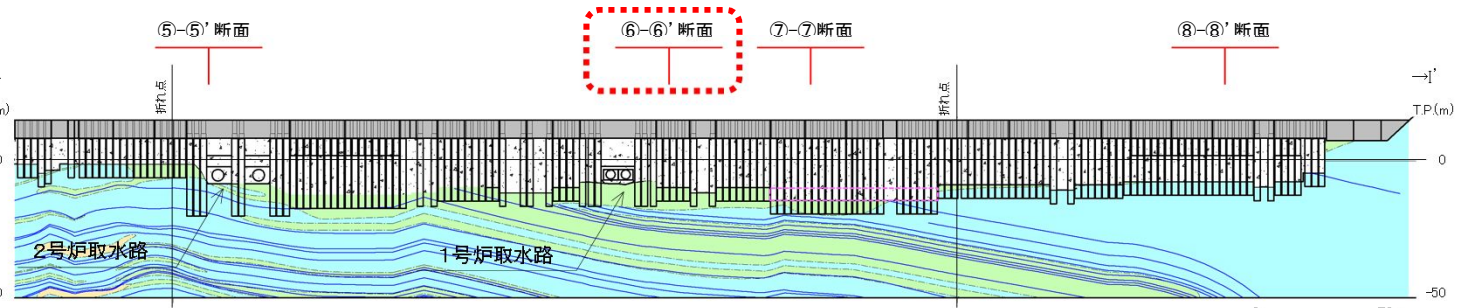 ⑤-⑤’断面
⑥-⑥’断面
⑦-⑦断面
⑧-⑧’断面
折れ点
折れ点
→I’
m)
T.P.(m)
0
0
2号炉取水路
1号炉取水路
0
-50